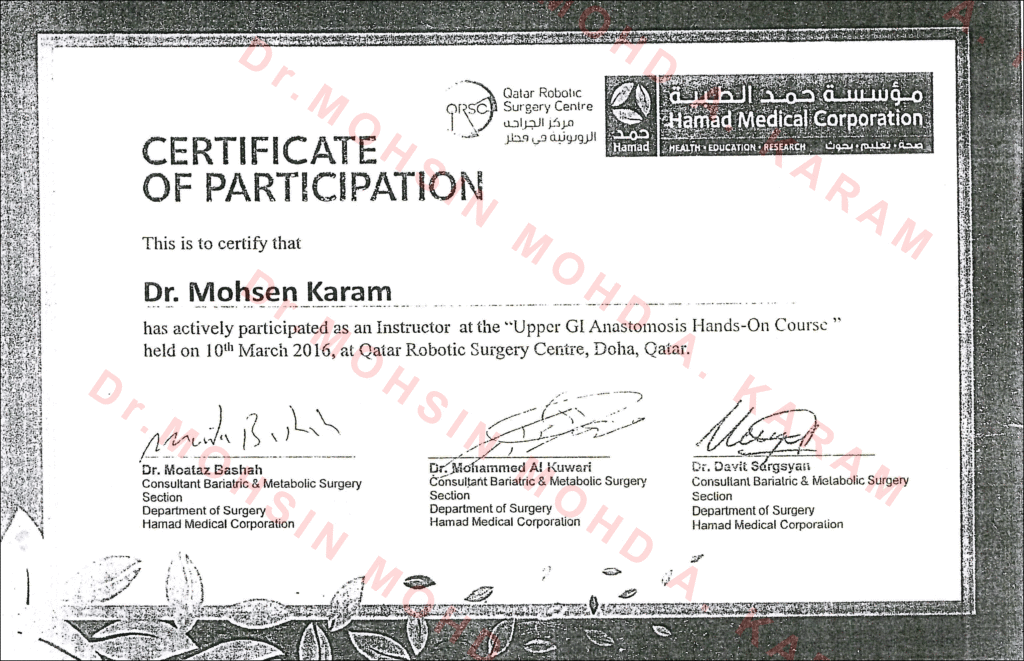 Qatar Robotic
Surgery Centre
مركز الجراحة
الروبوتية في قطر
QRSC
مؤسسة حمد الطبية
Hamad Medical Corporation
حمد
Hamad
HEALTH • EDUCATION • RESEARCH صحة • تعليم • بحوث
CERTIFICATE
OF PARTICIPATION
This is to certify that
Dr. Mohsen Karam
has actively participated as an Instructor at the “Upper GI Anastomosis Hands-On Course ”
held on 10th March 2016, at Qatar Robotic Surgery Centre, Doha, Qatar.
Dr. Moataz Bashah
Consultant Bariatric & Metabolic Surgery
Section
Department of Surgery
Hamad Medical Corporation
Dr. Mohammed Al Kuwari
Consultant Bariatric & Metabolic Surgery
Section
Department of Surgery
Hamad Medical Corporation
Dr. Davit Sargsyan
Consultant Bariatric & Metabolic Surgery
Section
Department of Surgery
Hamad Medical Corporation
Dr.MOHSIN MOHD A. KARAM
Dr.MOHSIN MOHD A. KARAM
Dr.MOHSIN MOHD A. KARAM
MOHD A. KARAM
A. K